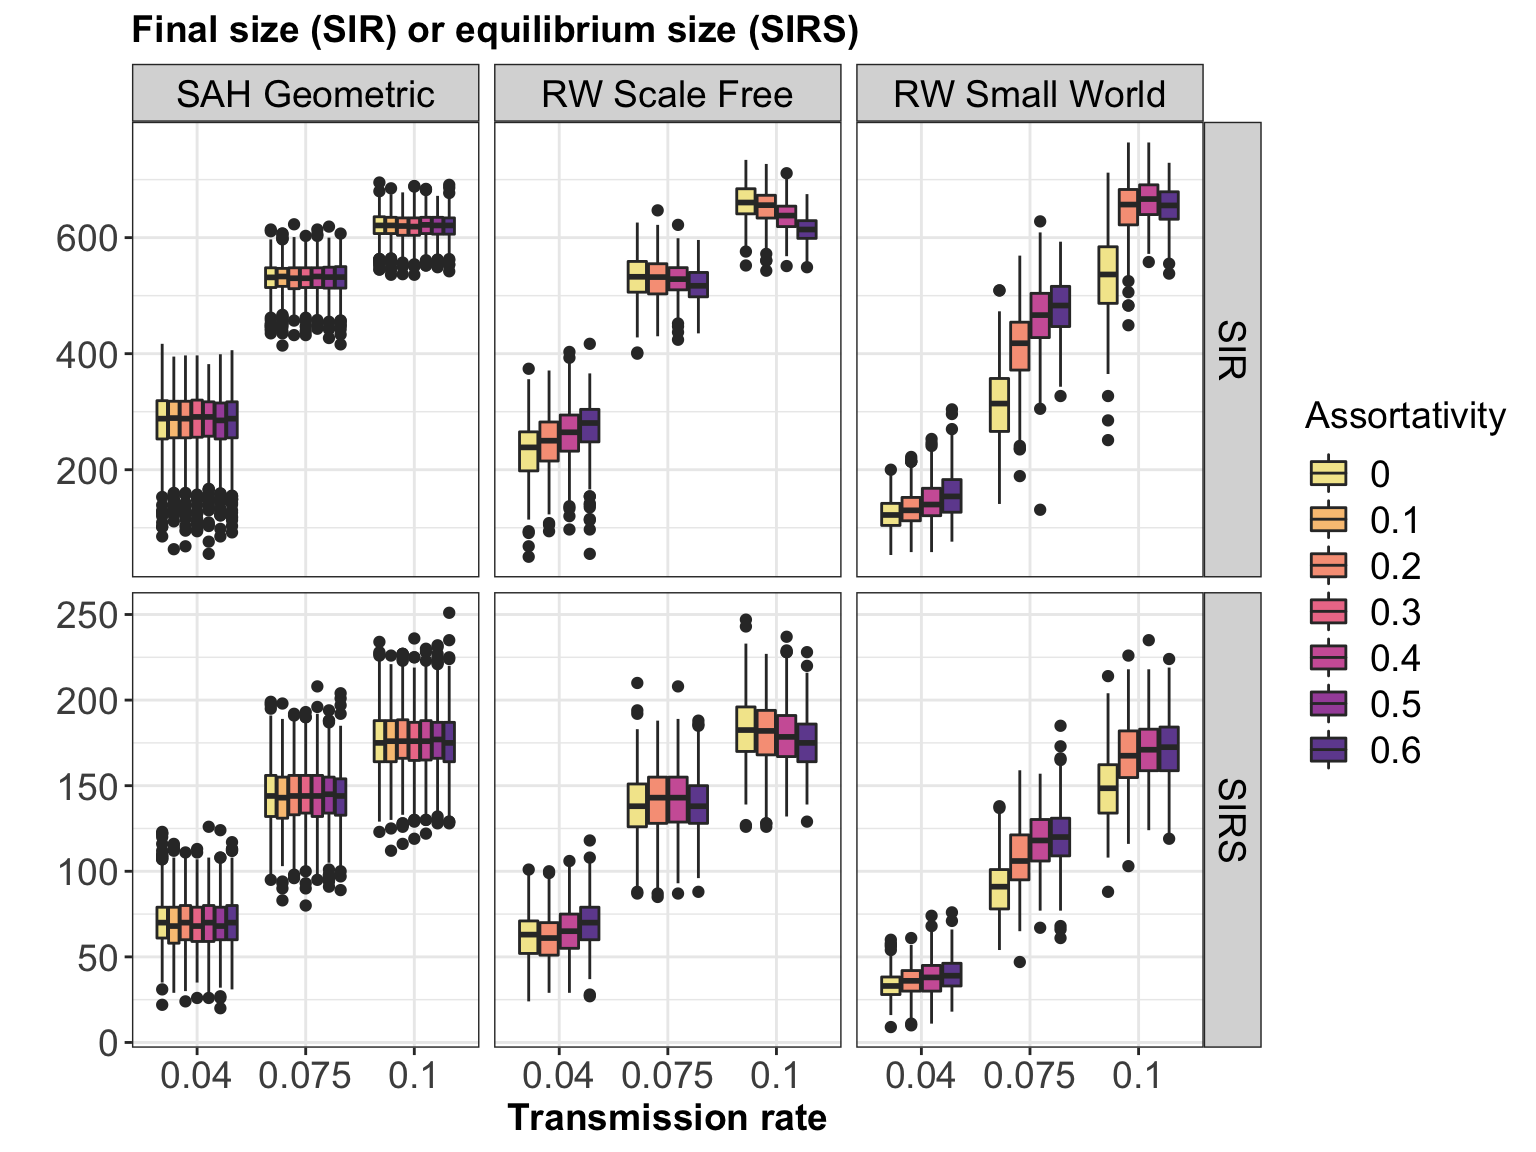 Final size (SIR) or equilibrium size (SIRS)
SAH Geometric
RW Scale Free
RW Small World
600
400
200
SIR
250
200
150
100
50
0
SIRS
0.04 0.075 0.1
0.04 0.075 0.1
0.04 0.075 0.1
Transmission rate
Assortativity
0
0.1
0.2
0.3
0.4
0.5
0.6